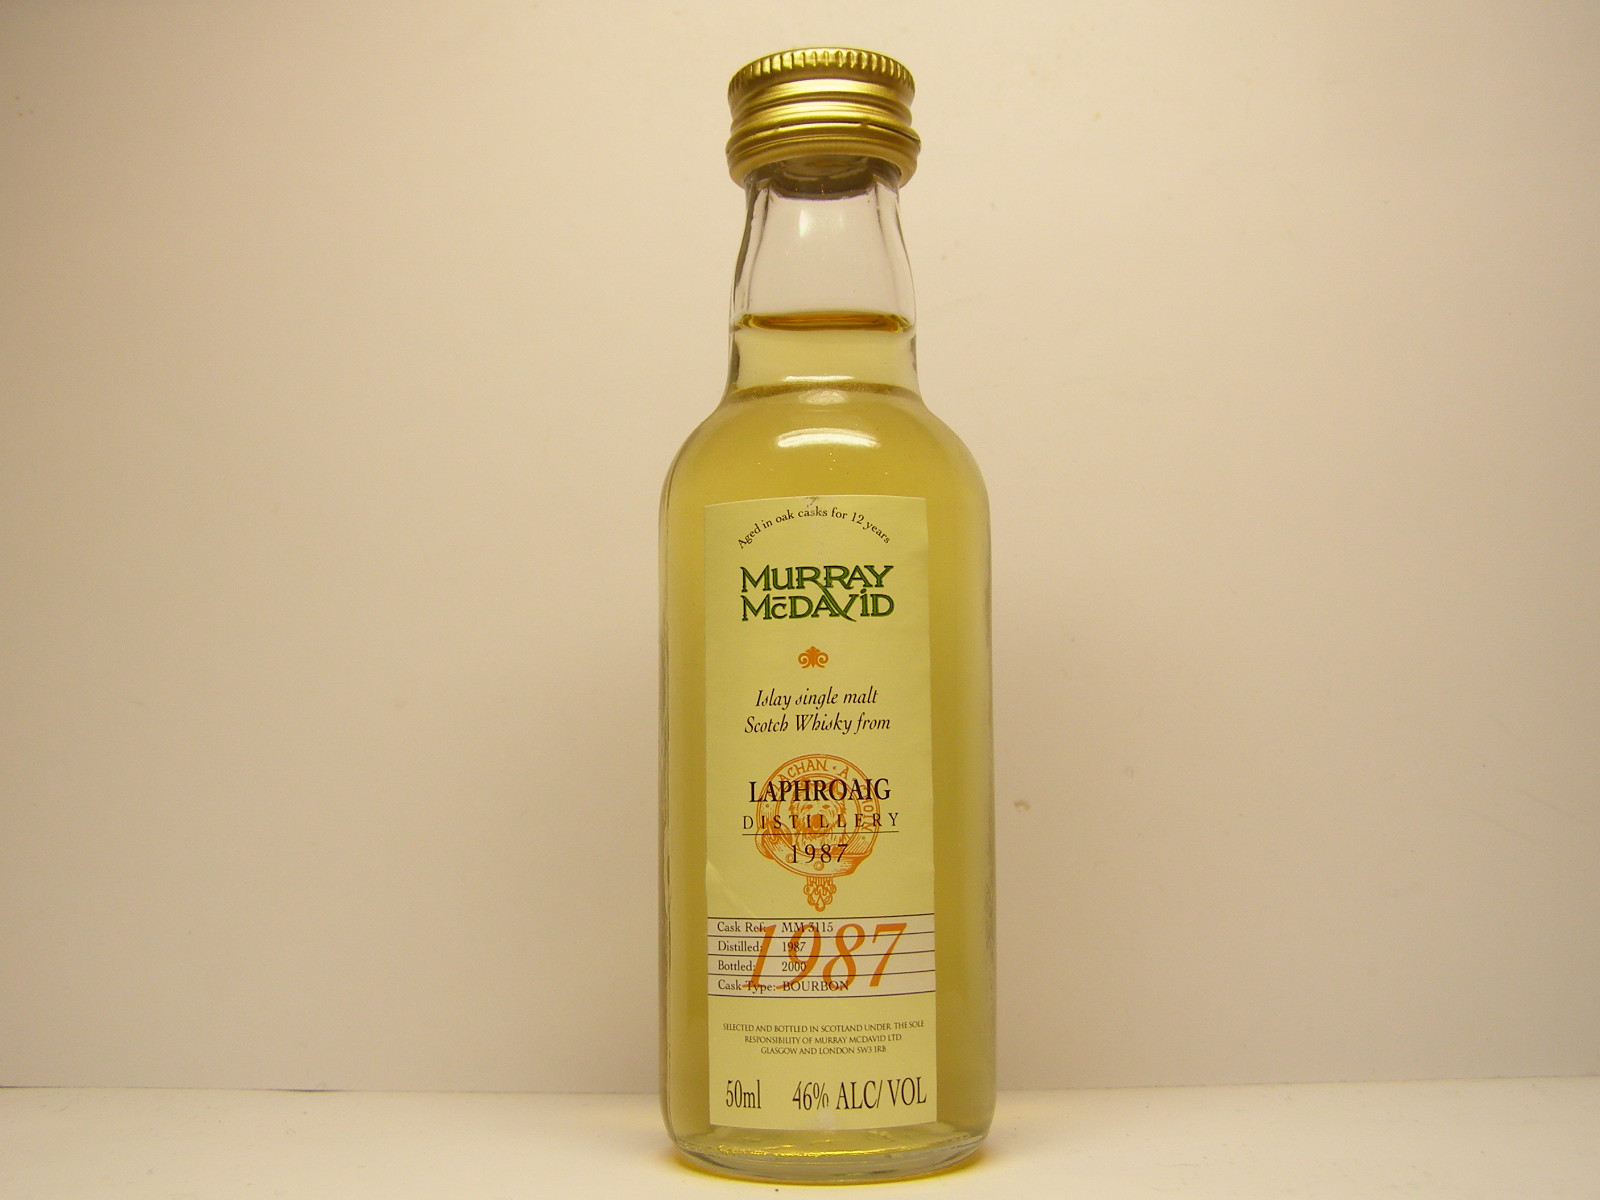 Aged in oak casks for 12 years
MURRAY
McDAVID
Islay single malt
Scotch Whisky from
LACHAN · A
LAPHROAIG
DISTILLERY
1987
Cask Ref: MM 3115
Distilled: 1987
Bottled: 2000
Cask Type: BOURBON
1987
SELECTED AND BOTTLED IN SCOTLAND UNDER THE SOLE
RESPONSIBILITY OF MURRAY MCDAVID LTD
GLASGOW AND LONDON SW3 1RB
50ml 46% ALC/VOL